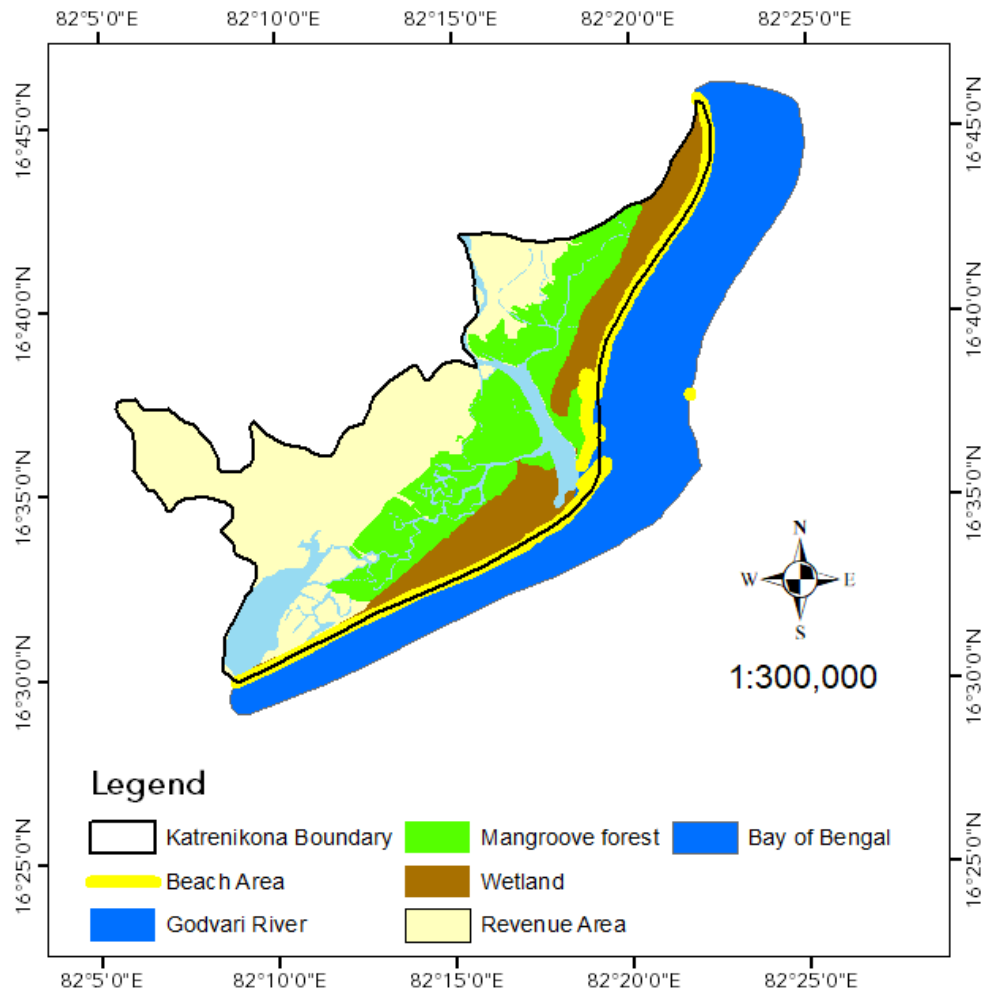 82°5'0"E 82°10'0"E 82°15'0"E 82°20'0"E 82°25'0"E
16°45'0"N 16°45'0"N
16°40'0"N 16°40'0"N
16°35'0"N 16°35'0"N
N
W E
S
16°30'0"N 1:300,000 16°30'0"N
Legend
Katrenikona Boundary Mangroove forest Bay of Bengal
16°25'0"N 16°25'0"N
Beach Area Wetland
Godvari River Revenue Area
82°5'0"E 82°10'0"E 82°15'0"E 82°20'0"E 82°25'0"E